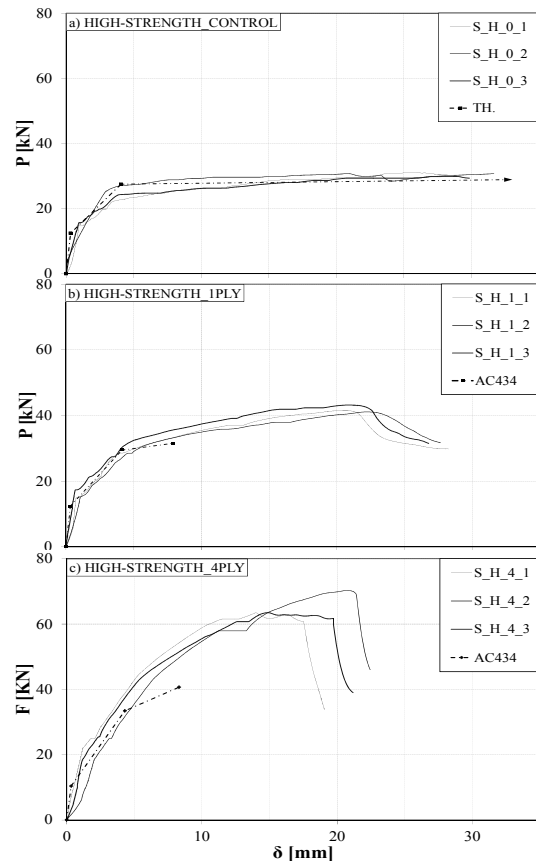 80
a) HIGH-STRENGTH_CONTROL
S_H_0_1
S_H_0_2
S_H_0_3
TH.
60
40
20
0
P [kN]
80
b) HIGH-STRENGTH_1PLY
S_H_1_1
S_H_1_2
S_H_1_3
AC434
60
40
20
0
P [kN]
80
c) HIGH-STRENGTH_4PLY
S_H_4_1
S_H_4_2
S_H_4_3
AC434
60
40
20
0
F [KN]
0 10 20 30
δ [mm]